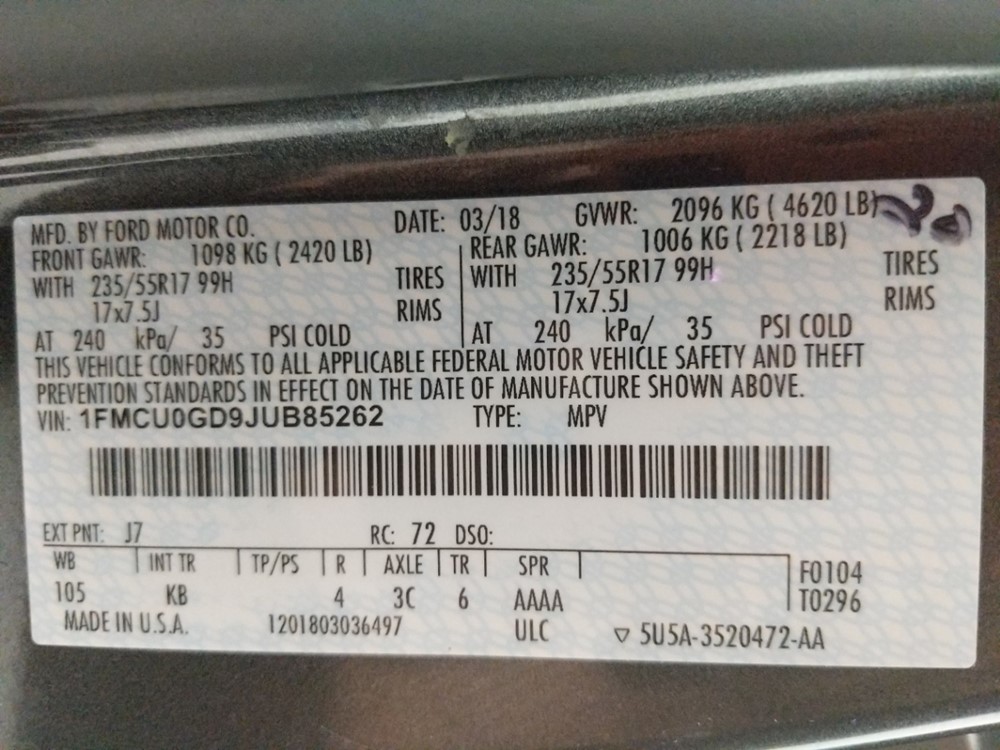 MFD. BY FORD MOTOR CO. DATE: 03/18 GVWR: 2096 KG ( 4620 LB)
FRONT GAWR: 1098 KG ( 2420 LB) REAR GAWR: 1006 KG ( 2218 LB)
WITH 235/55R17 99H TIRES WITH 235/55R17 99H TIRES
17x7.5J RIMS 17x7.5J RIMS
AT 240 kPa/ 35 PSI COLD AT 240 kPa/ 35 PSI COLD
THIS VEHICLE CONFORMS TO ALL APPLICABLE FEDERAL MOTOR VEHICLE SAFETY AND THEFT
PREVENTION STANDARDS IN EFFECT ON THE DATE OF MANUFACTURE SHOWN ABOVE.
VIN: 1FMCU0GD9JUB85262 TYPE: MPV
EXT PNT: J7 RC: 72 DSO:
WB INT TR TP/PS R AXLE TR SPR F0104
105 KB 4 3C 6 AAAA T0296
MADE IN U.S.A. 1201803036497 ULC ▽ 5U5A-3520472-AA